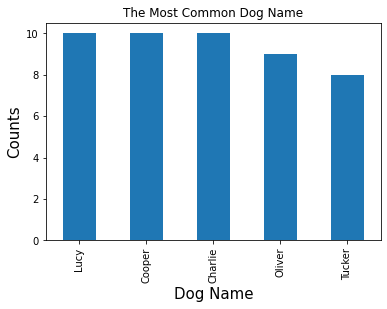 The Most Common Dog Name
Counts
10
8
6
4
2
0
Lucy
Cooper
Charlie
Oliver
Tucker
Dog Name